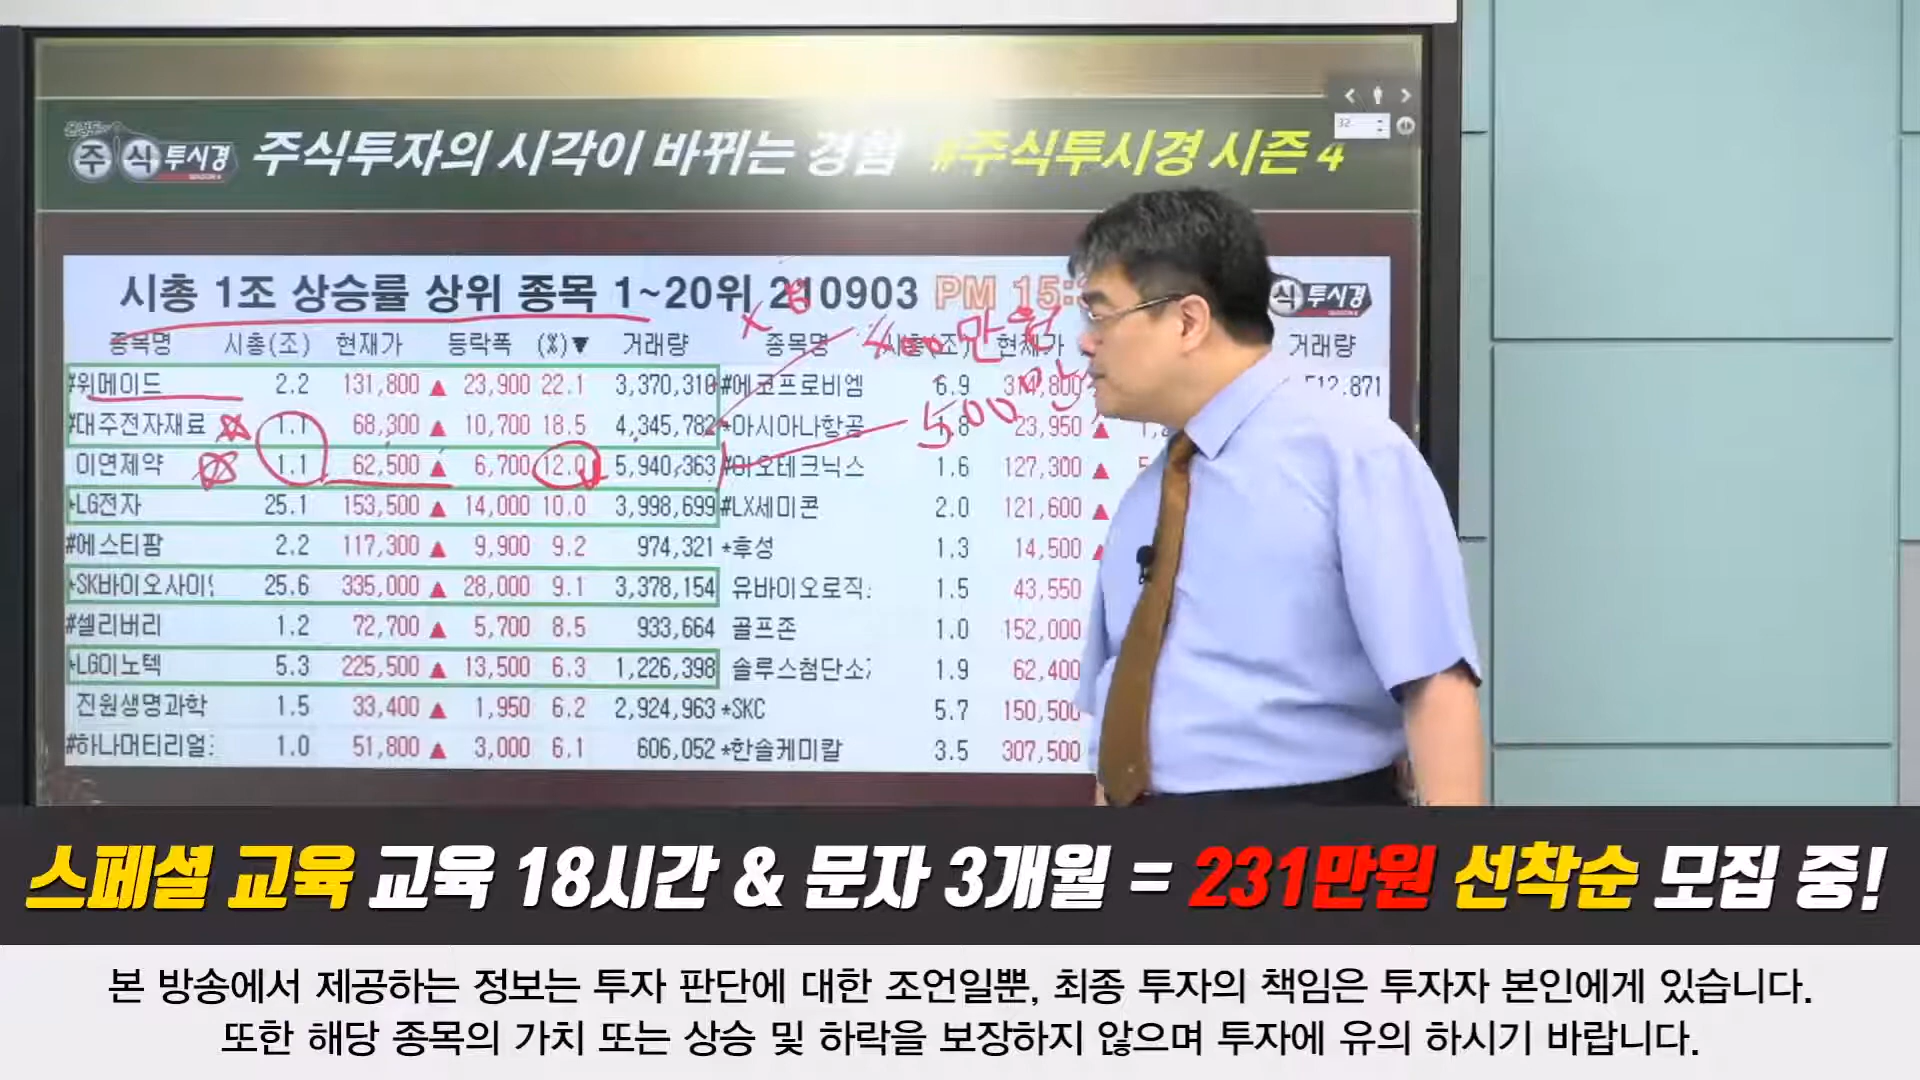 주식투시경 주식투자의 시각이 바뀌는 경험 #주식투시경 시즌 4
32
시총 1조 상승률 상위 종목 1~20위 210903 PM 15: 식투시경
종목명 시총(조) 현재가 등락폭 (%)▼ 거래량 종목명 시총(조) 현재가 거래량
#위메이드 2.2 131,800 ▲ 23,900 22.1 3,370,310 #에코프로비엠 6.9
#대주전자재료 1.1 68,300 ▲ 10,700 18.5 4,345,782 *아시아나항공 1.8 23,950 ▲
이연제약 1.1 62,500 ▲ 6,700 12.0 5,940,363 #이오테크닉스 1.6 127,300 ▲
*LG전자 25.1 153,500 ▲ 14,000 10.0 3,998,699 #LX세미콘 2.0 121,600 ▲
#에스티팜 2.2 117,300 ▲ 9,900 9.2 974,321 *후성 1.3 14,500 ▲
*SK바이오사이 25.6 335,000 ▲ 28,000 9.1 3,378,154 유바이오로직 1.5 43,550
#셀리버리 1.2 72,700 ▲ 5,700 8.5 933,664 골프존 1.0 152,000
*LG이노텍 5.3 225,500 ▲ 13,500 6.3 1,226,398 솔루스첨단소 1.9 62,400
진원생명과학 1.5 33,400 ▲ 1,950 6.2 2,924,963 *SKC 5.7 150,500
#하나머티리얼 1.0 51,800 ▲ 3,000 6.1 606,052 *한솔케미칼 3.5 307,500
400만원
500만
스페셜 교육 교육 18시간 & 문자 3개월 = 231만원 선착순 모집 중!
본 방송에서 제공하는 정보는 투자 판단에 대한 조언일뿐, 최종 투자의 책임은 투자자 본인에게 있습니다.
또한 해당 종목의 가치 또는 상승 및 하락을 보장하지 않으며 투자에 유의 하시기 바랍니다.